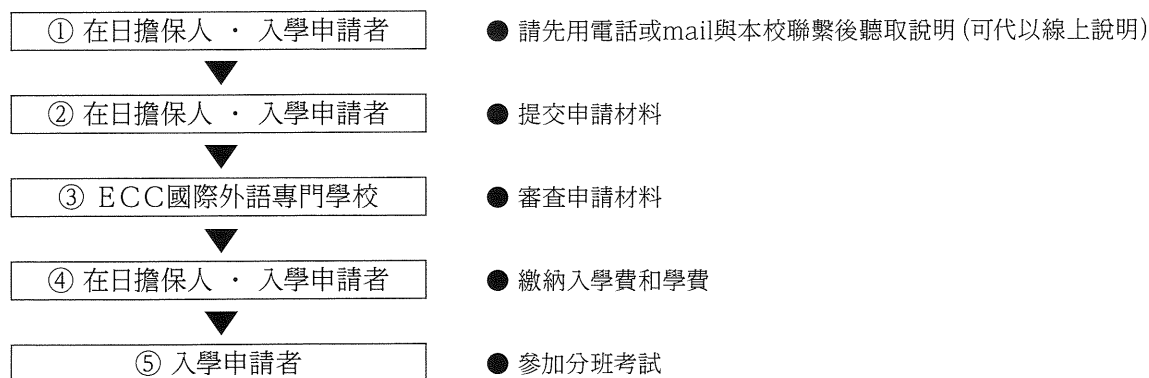 ① 在日擔保人 · 入學申請者 ● 請先用電話或mail與本校聯繫後聽取說明 (可代以線上說明)
② 在日擔保人 · 入學申請者 ● 提交申請材料
③ ECC國際外語專門學校 ● 審查申請材料
④ 在日擔保人 · 入學申請者 ● 繳納入學費和學費
⑤ 入學申請者 ● 參加分班考試